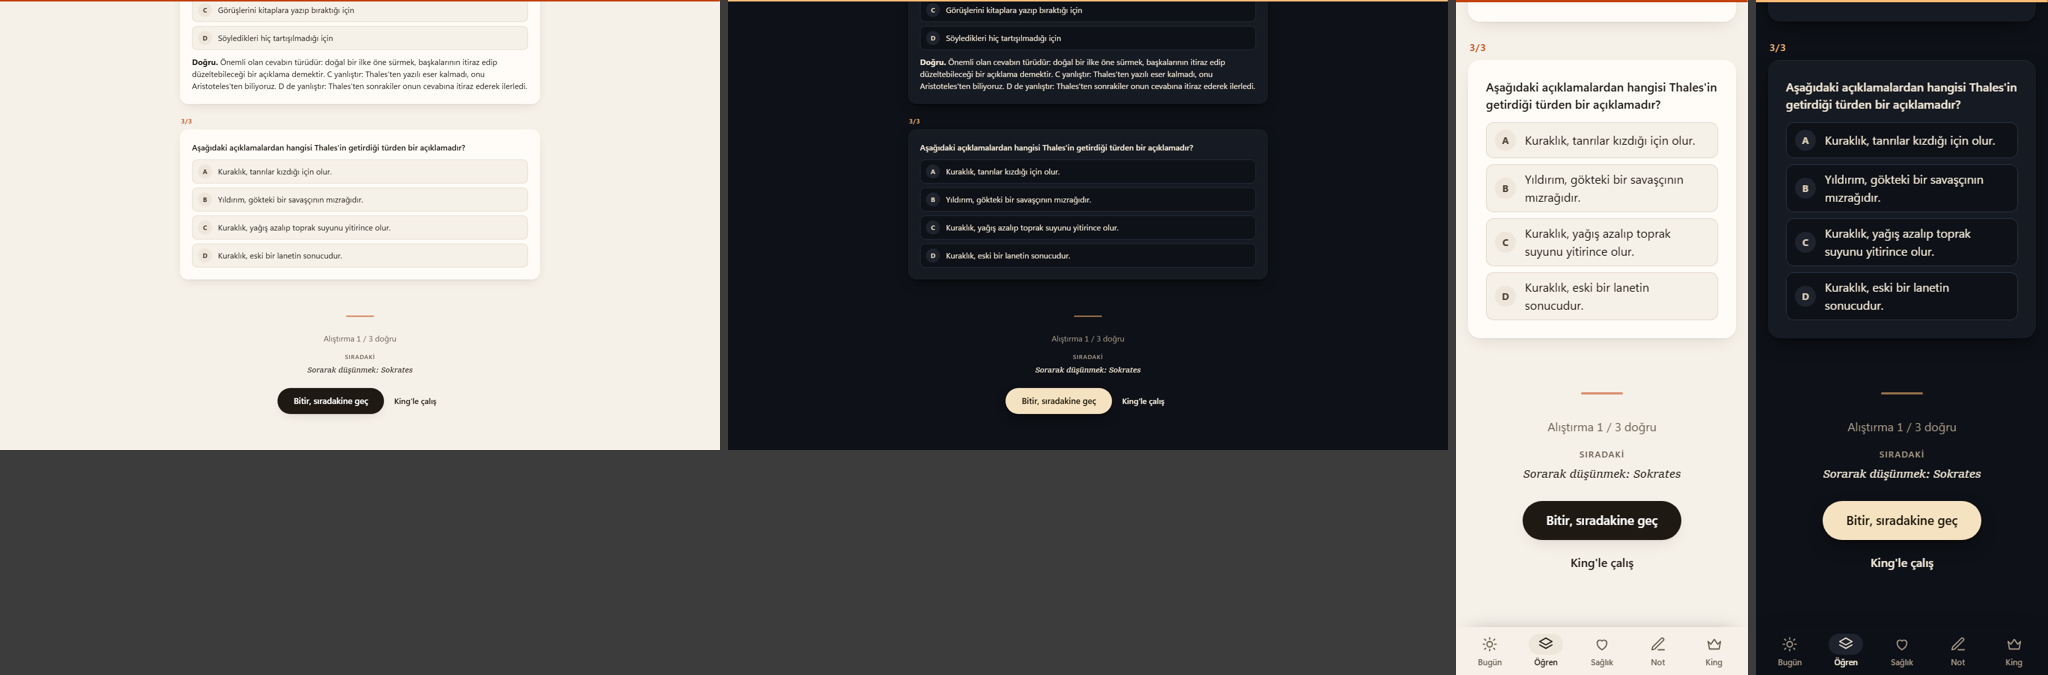 C Görüşlerini kitaplara yazıp bıraktığı için
D Söyledikleri hiç tartışılmadığı için
Doğru. Önemli olan cevabın türüdür: doğal bir ilke öne sürmek, başkalarının itiraz edip
düzeltebileceği bir açıklama demektir. C yanlıştır: Thales'ten yazılı eser kalmadı, onu
Aristoteles'ten biliyoruz. D de yanlıştır: Thales'ten sonrakiler onun cevabına itiraz ederek ilerledi.
3/3
Aşağıdaki açıklamalardan hangisi Thales'in getirdiği türden bir açıklamadır?
A Kuraklık, tanrılar kızdığı için olur.
B Yıldırım, gökteki bir savaşçının mızrağıdır.
C Kuraklık, yağış azalıp toprak suyunu yitirince olur.
D Kuraklık, eski bir lanetin sonucudur.
Alıştırma 1 / 3 doğru
SIRADAKİ
Sorarak düşünmek: Sokrates
Bitir, sıradakine geç King'le çalış
C Görüşlerini kitaplara yazıp bıraktığı için
D Söyledikleri hiç tartışılmadığı için
Doğru. Önemli olan cevabın türüdür: doğal bir ilke öne sürmek, başkalarının itiraz edip
düzeltebileceği bir açıklama demektir. C yanlıştır: Thales'ten yazılı eser kalmadı, onu
Aristoteles'ten biliyoruz. D de yanlıştır: Thales'ten sonrakiler onun cevabına itiraz ederek ilerledi.
3/3
Aşağıdaki açıklamalardan hangisi Thales'in getirdiği türden bir açıklamadır?
A Kuraklık, tanrılar kızdığı için olur.
B Yıldırım, gökteki bir savaşçının mızrağıdır.
C Kuraklık, yağış azalıp toprak suyunu yitirince olur.
D Kuraklık, eski bir lanetin sonucudur.
Alıştırma 1 / 3 doğru
SIRADAKİ
Sorarak düşünmek: Sokrates
Bitir, sıradakine geç King'le çalış
3/3
Aşağıdaki açıklamalardan hangisi Thales'in
getirdiği türden bir açıklamadır?
A Kuraklık, tanrılar kızdığı için olur.
B Yıldırım, gökteki bir savaşçının
mızrağıdır.
C Kuraklık, yağış azalıp toprak
suyunu yitirince olur.
D Kuraklık, eski bir lanetin
sonucudur.
Alıştırma 1 / 3 doğru
SIRADAKİ
Sorarak düşünmek: Sokrates
Bitir, sıradakine geç
King'le çalış
Bugün Öğren Sağlık Not King
3/3
Aşağıdaki açıklamalardan hangisi Thales'in
getirdiği türden bir açıklamadır?
A Kuraklık, tanrılar kızdığı için olur.
B Yıldırım, gökteki bir savaşçının
mızrağıdır.
C Kuraklık, yağış azalıp toprak
suyunu yitirince olur.
D Kuraklık, eski bir lanetin
sonucudur.
Alıştırma 1 / 3 doğru
SIRADAKİ
Sorarak düşünmek: Sokrates
Bitir, sıradakine geç
King'le çalış
Bugün Öğren Sağlık Not King